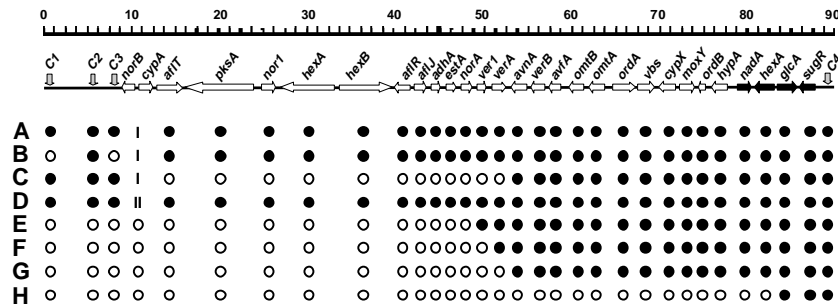 0 10 20 30 40 50 60 70 80 90
C1 C2 C3 norB cypA aflT pksA nor1 hexA hexB aflR aflJ adhA estA norA ver1 verA avnA verB avfA omtB omtA ordA vbs cypX moxY ordB hypA nadA hexA glcA sugR C4
A I
B I
C I
D II
E
F
G
H